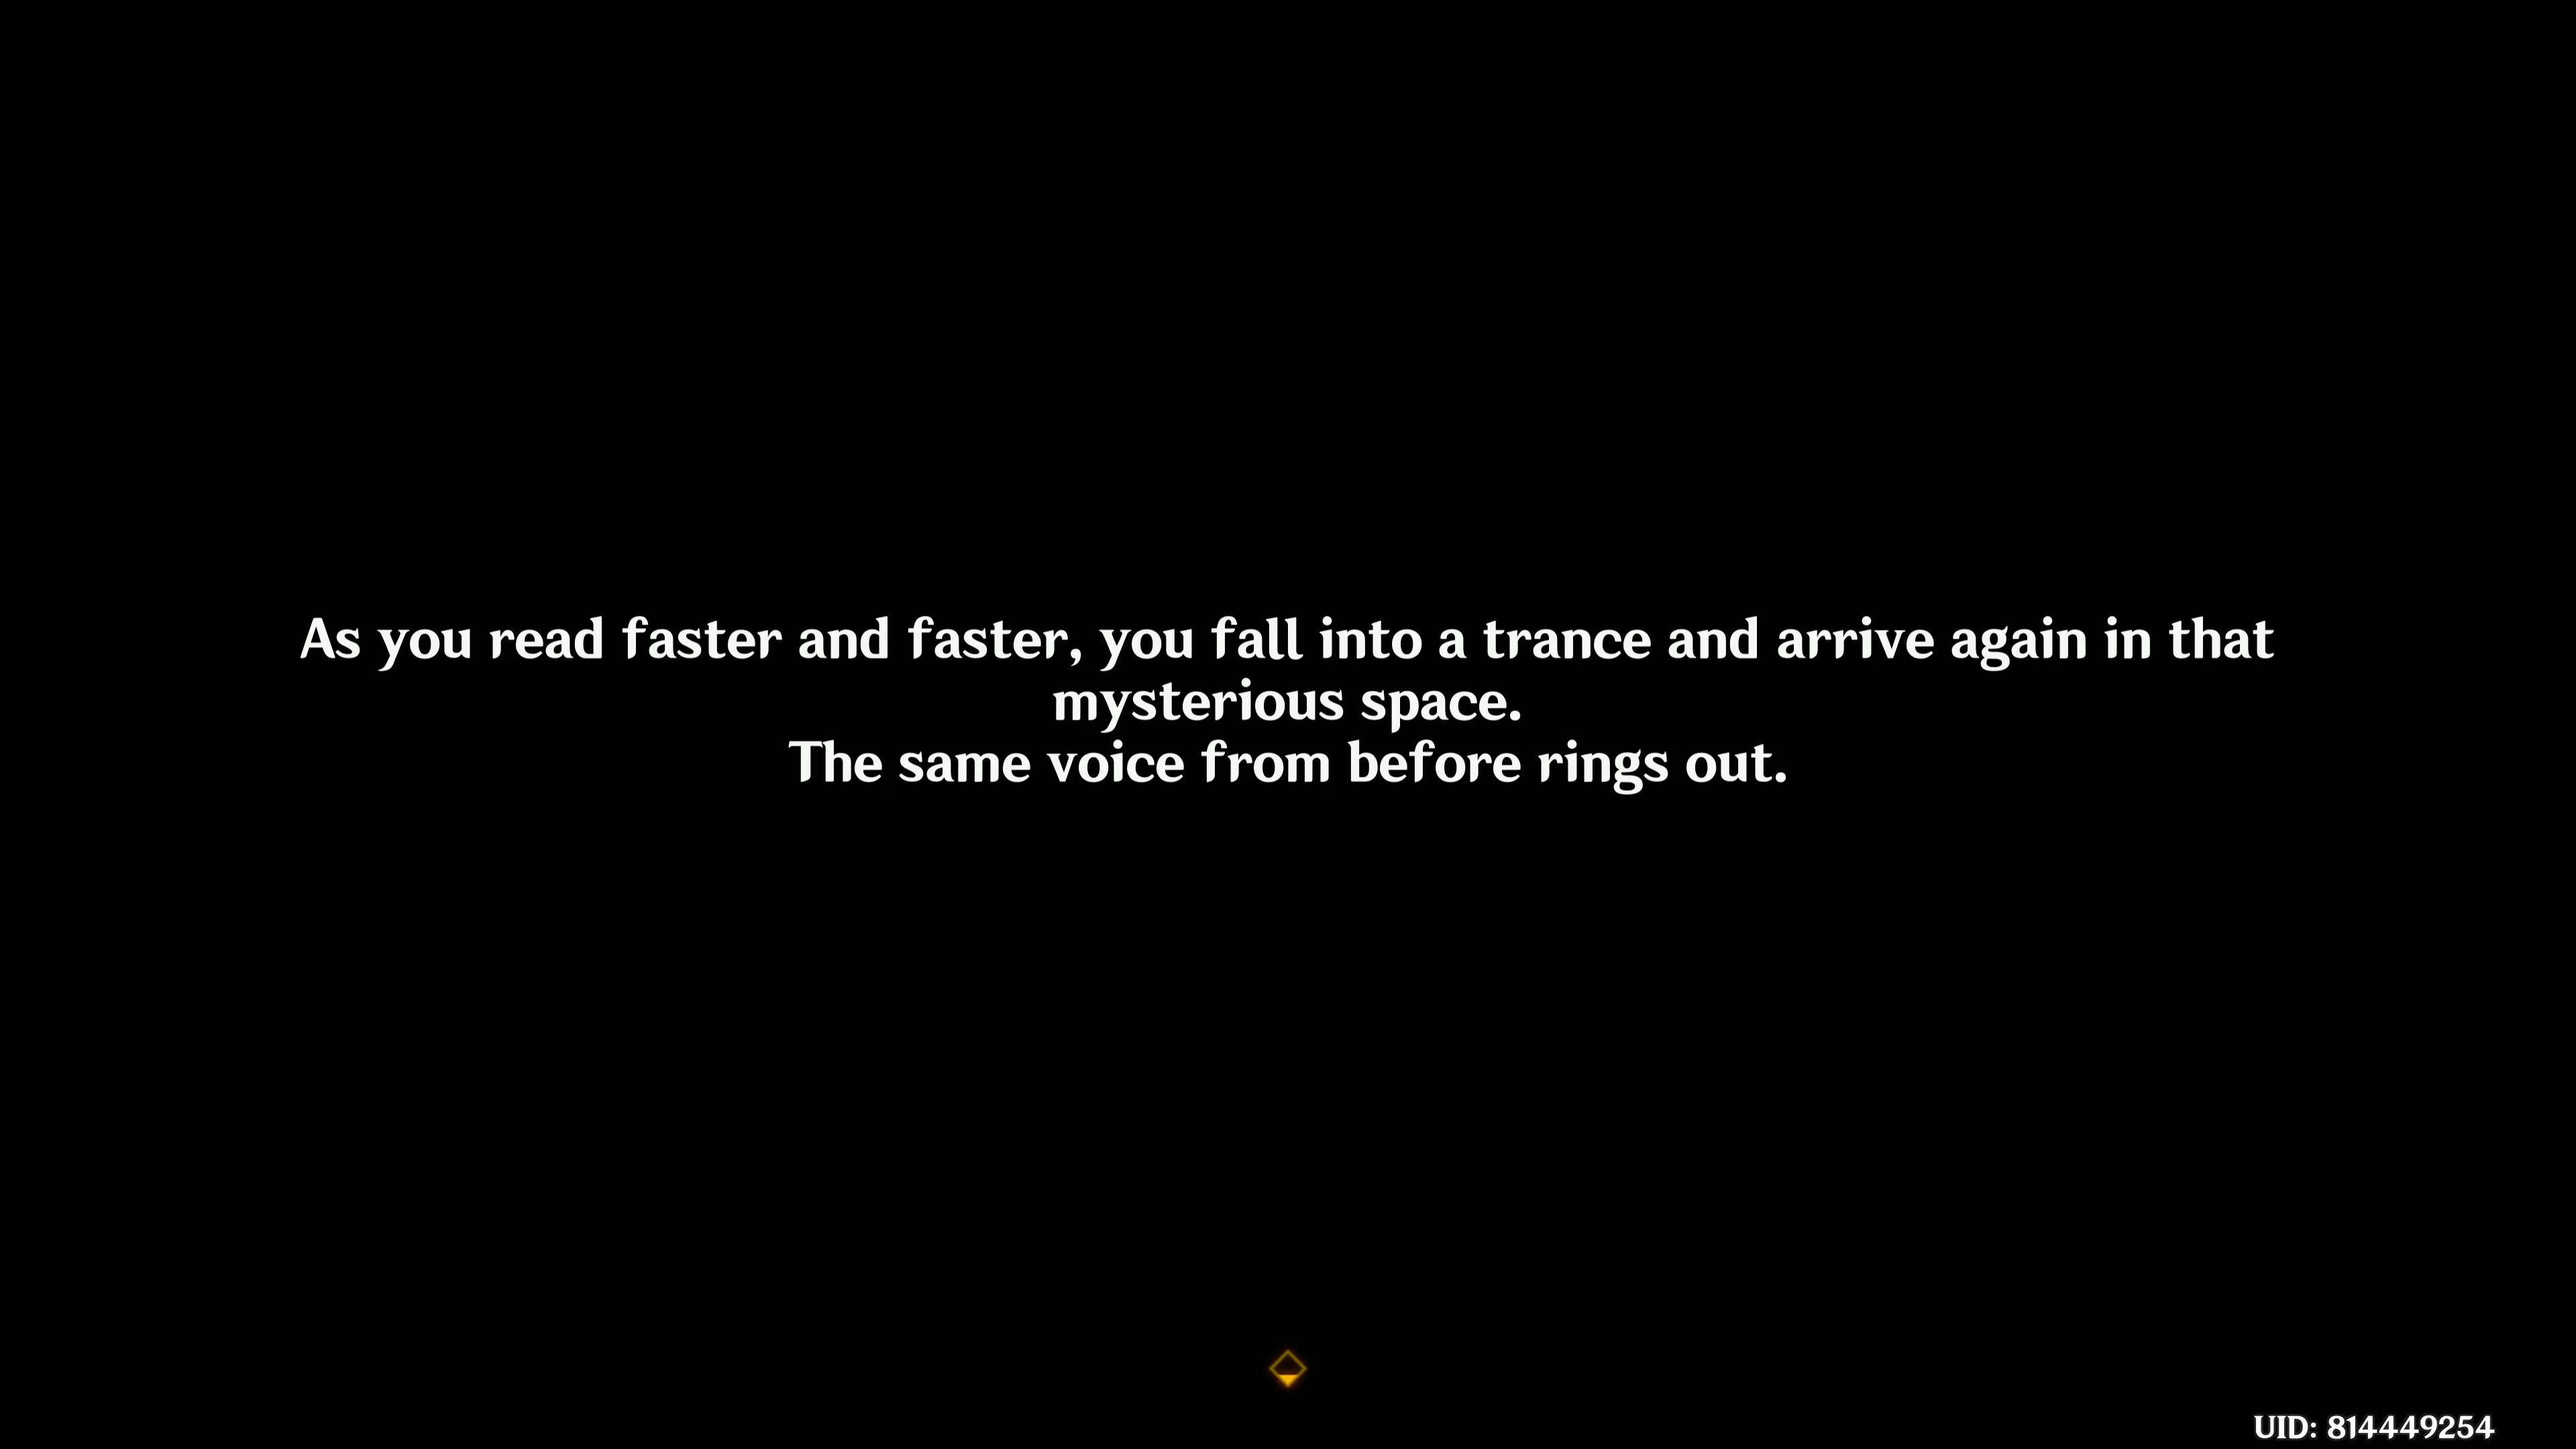 As you read faster and faster, you fall into a trance and arrive again in that
mysterious space.
The same voice from before rings out.
UID: 814449254